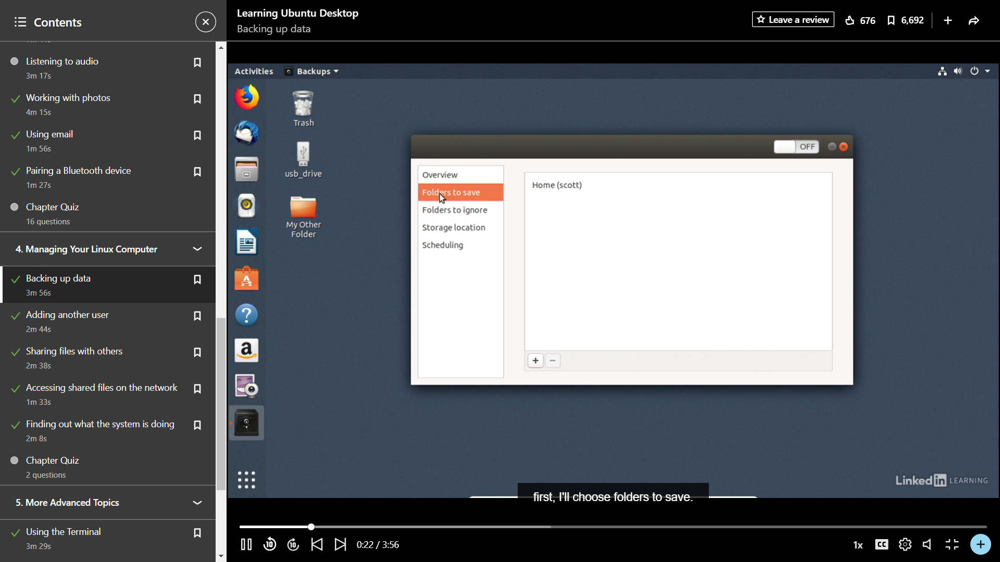 Contents
Listening to audio
3m 17s
Working with photos
4m 15s
Using email
1m 56s
Pairing a Bluetooth device
1m 27s
Chapter Quiz
16 questions
4. Managing Your Linux Computer
Backing up data
3m 56s
Adding another user
2m 44s
Sharing files with others
2m 38s
Accessing shared files on the network
1m 33s
Finding out what the system is doing
2m 8s
Chapter Quiz
2 questions
5. More Advanced Topics
Using the Terminal
3m 29s
Learning Ubuntu Desktop
Backing up data
Leave a review
676
6,692
Activities
Backups
Trash
usb_drive
My Other
Folder
OFF
Overview
Folders to save
Folders to ignore
Storage location
Scheduling
Home (scott)
Linked in LEARNING
first, I'll choose folders to save.
10
10
0:22 / 3:56
1x
CC